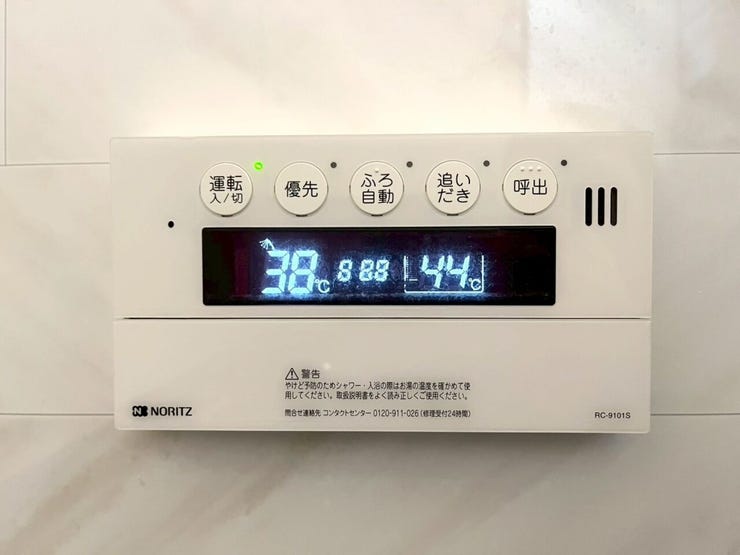 運転
入/切
優先
ふろ
自動
追い
だき
呼出
38℃ 8:88 44℃
警告
やけど予防のためシャワー・入浴の際はお湯の温度を確かめて使
用してください。取扱説明書をよく読み正しくご使用ください。
問合せ連絡先 コンタクトセンター 0120-911-026(修理受付24時間)
NORITZ
RC-9101S